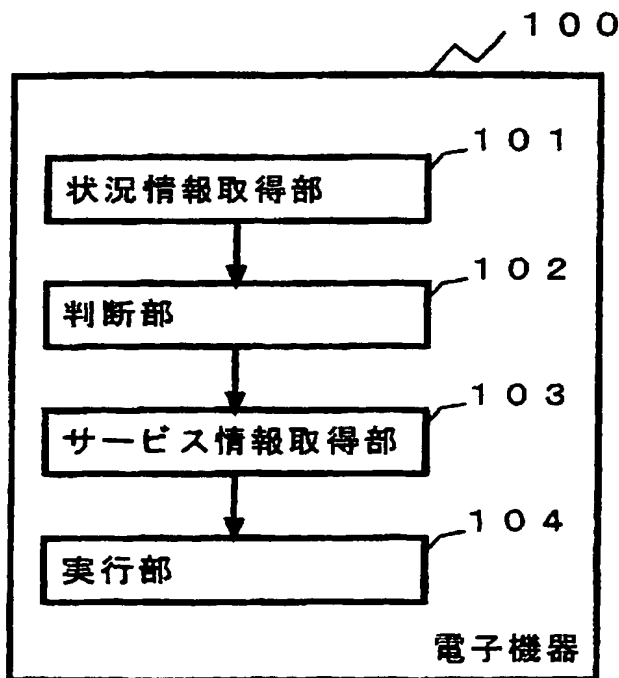 １００
１０１
状況情報取得部
１０２
判断部
１０３
サービス情報取得部
１０４
実行部
電子機器